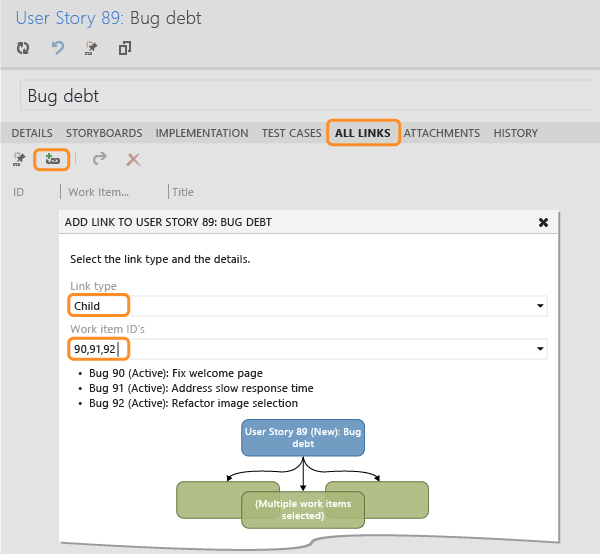 User Story 89: Bug debt
Bug debt
DETAILS STORYBOARDS IMPLEMENTATION TEST CASES ALL LINKS ATTACHMENTS HISTORY
ID Work Item... Title
ADD LINK TO USER STORY 89: BUG DEBT
Select the link type and the details.
Link type
Child
Work item ID's
90,91,92
• Bug 90 (Active): Fix welcome page
• Bug 91 (Active): Address slow response time
• Bug 92 (Active): Refactor image selection
User Story 89 (New): Bug
debt
(Multiple work items
selected)